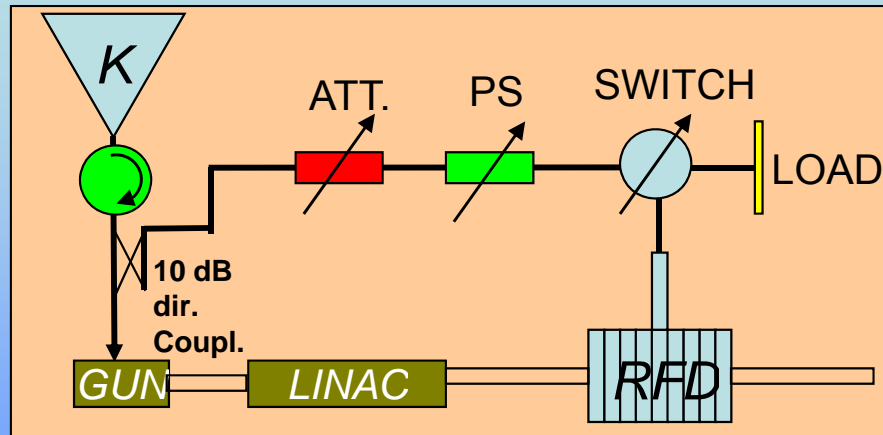 K
ATT.
PS
SWITCH
LOAD
10 dB
dir.
Coupl.
GUN
LINAC
RFD